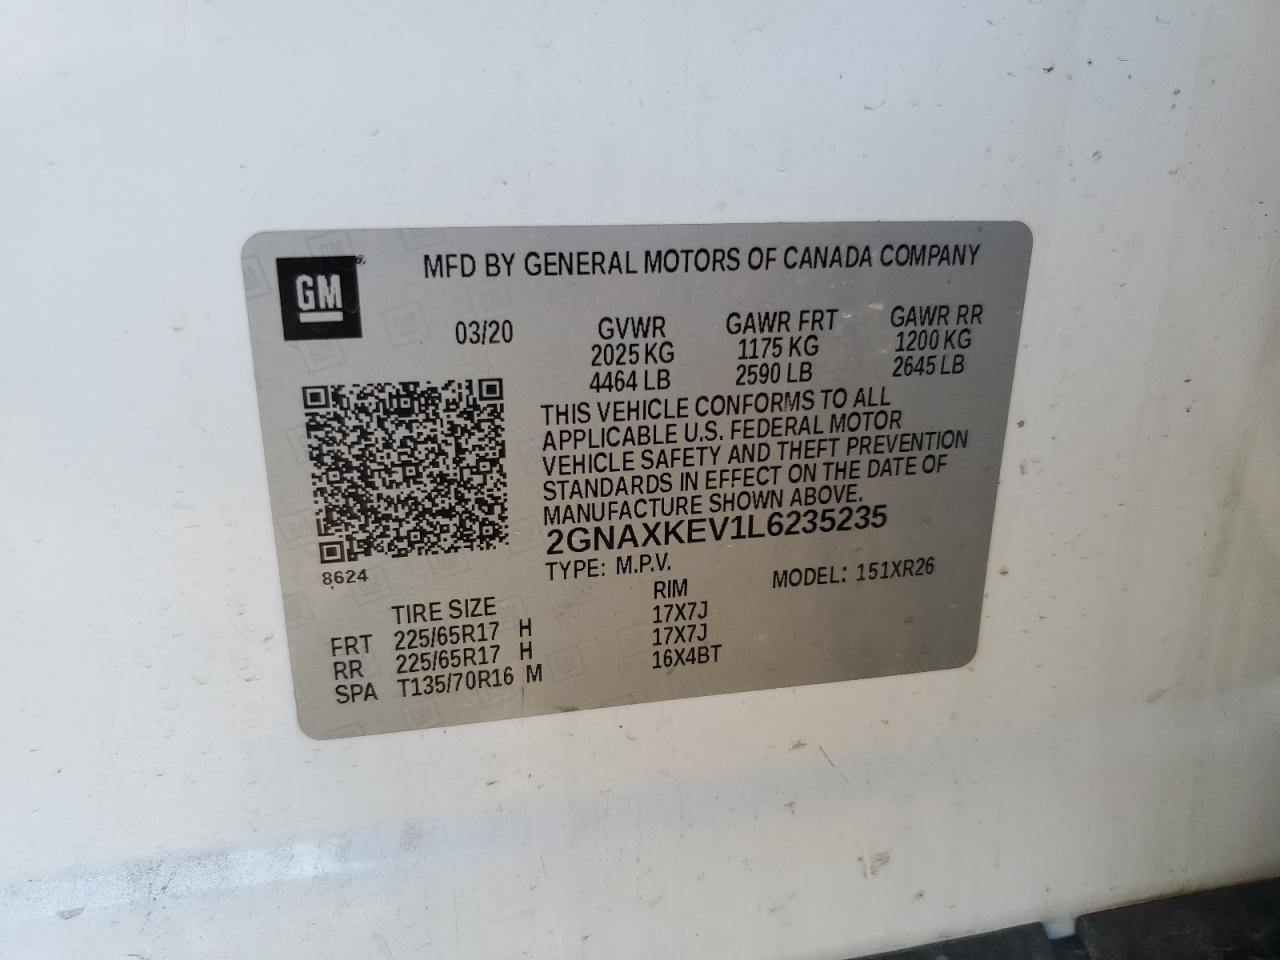 GM
MFD BY GENERAL MOTORS OF CANADA COMPANY
03/20 GVWR GAWR FRT GAWR RR
2025 KG 1175 KG 1200 KG
4464 LB 2590 LB 2645 LB
THIS VEHICLE CONFORMS TO ALL
APPLICABLE U.S. FEDERAL MOTOR
VEHICLE SAFETY AND THEFT PREVENTION
STANDARDS IN EFFECT ON THE DATE OF
MANUFACTURE SHOWN ABOVE.
2GNAXKEV1L6235235
8624 TYPE: M.P.V. MODEL: 151XR26
TIRE SIZE RIM
FRT 225/65R17 H 17X7J
RR 225/65R17 H 17X7J
SPA T135/70R16 M 16X4BT